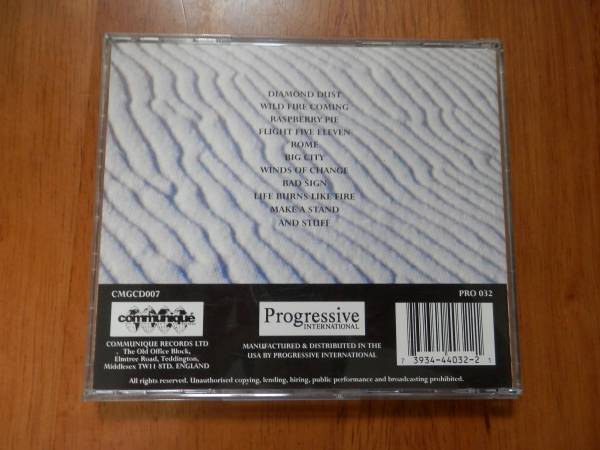 DIAMOND DUST
WILD FIRE COMING
RASPBERRY PIE
FLIGHT FIVE ELEVEN
ROME
BIG CITY
WINDS OF CHANGE
BAD SIGN
LIFE BURNS LIKE FIRE
MAKE A STAND
AND STUFF
CMGCD007
PRO 032
communiqué
COMMUNIQUE RECORDS LTD
The Old Office Block,
Elmtree Road, Teddington,
Middlesex TW11 8TD. ENGLAND
Progressive
INTERNATIONAL
MANUFACTURED & DISTRIBUTED IN THE
USA BY PROGRESSIVE INTERNATIONAL
7 3934-44032-2 1
All rights reserved. Unauthorised copying, lending, hiring, public performance and broadcasting prohibited.